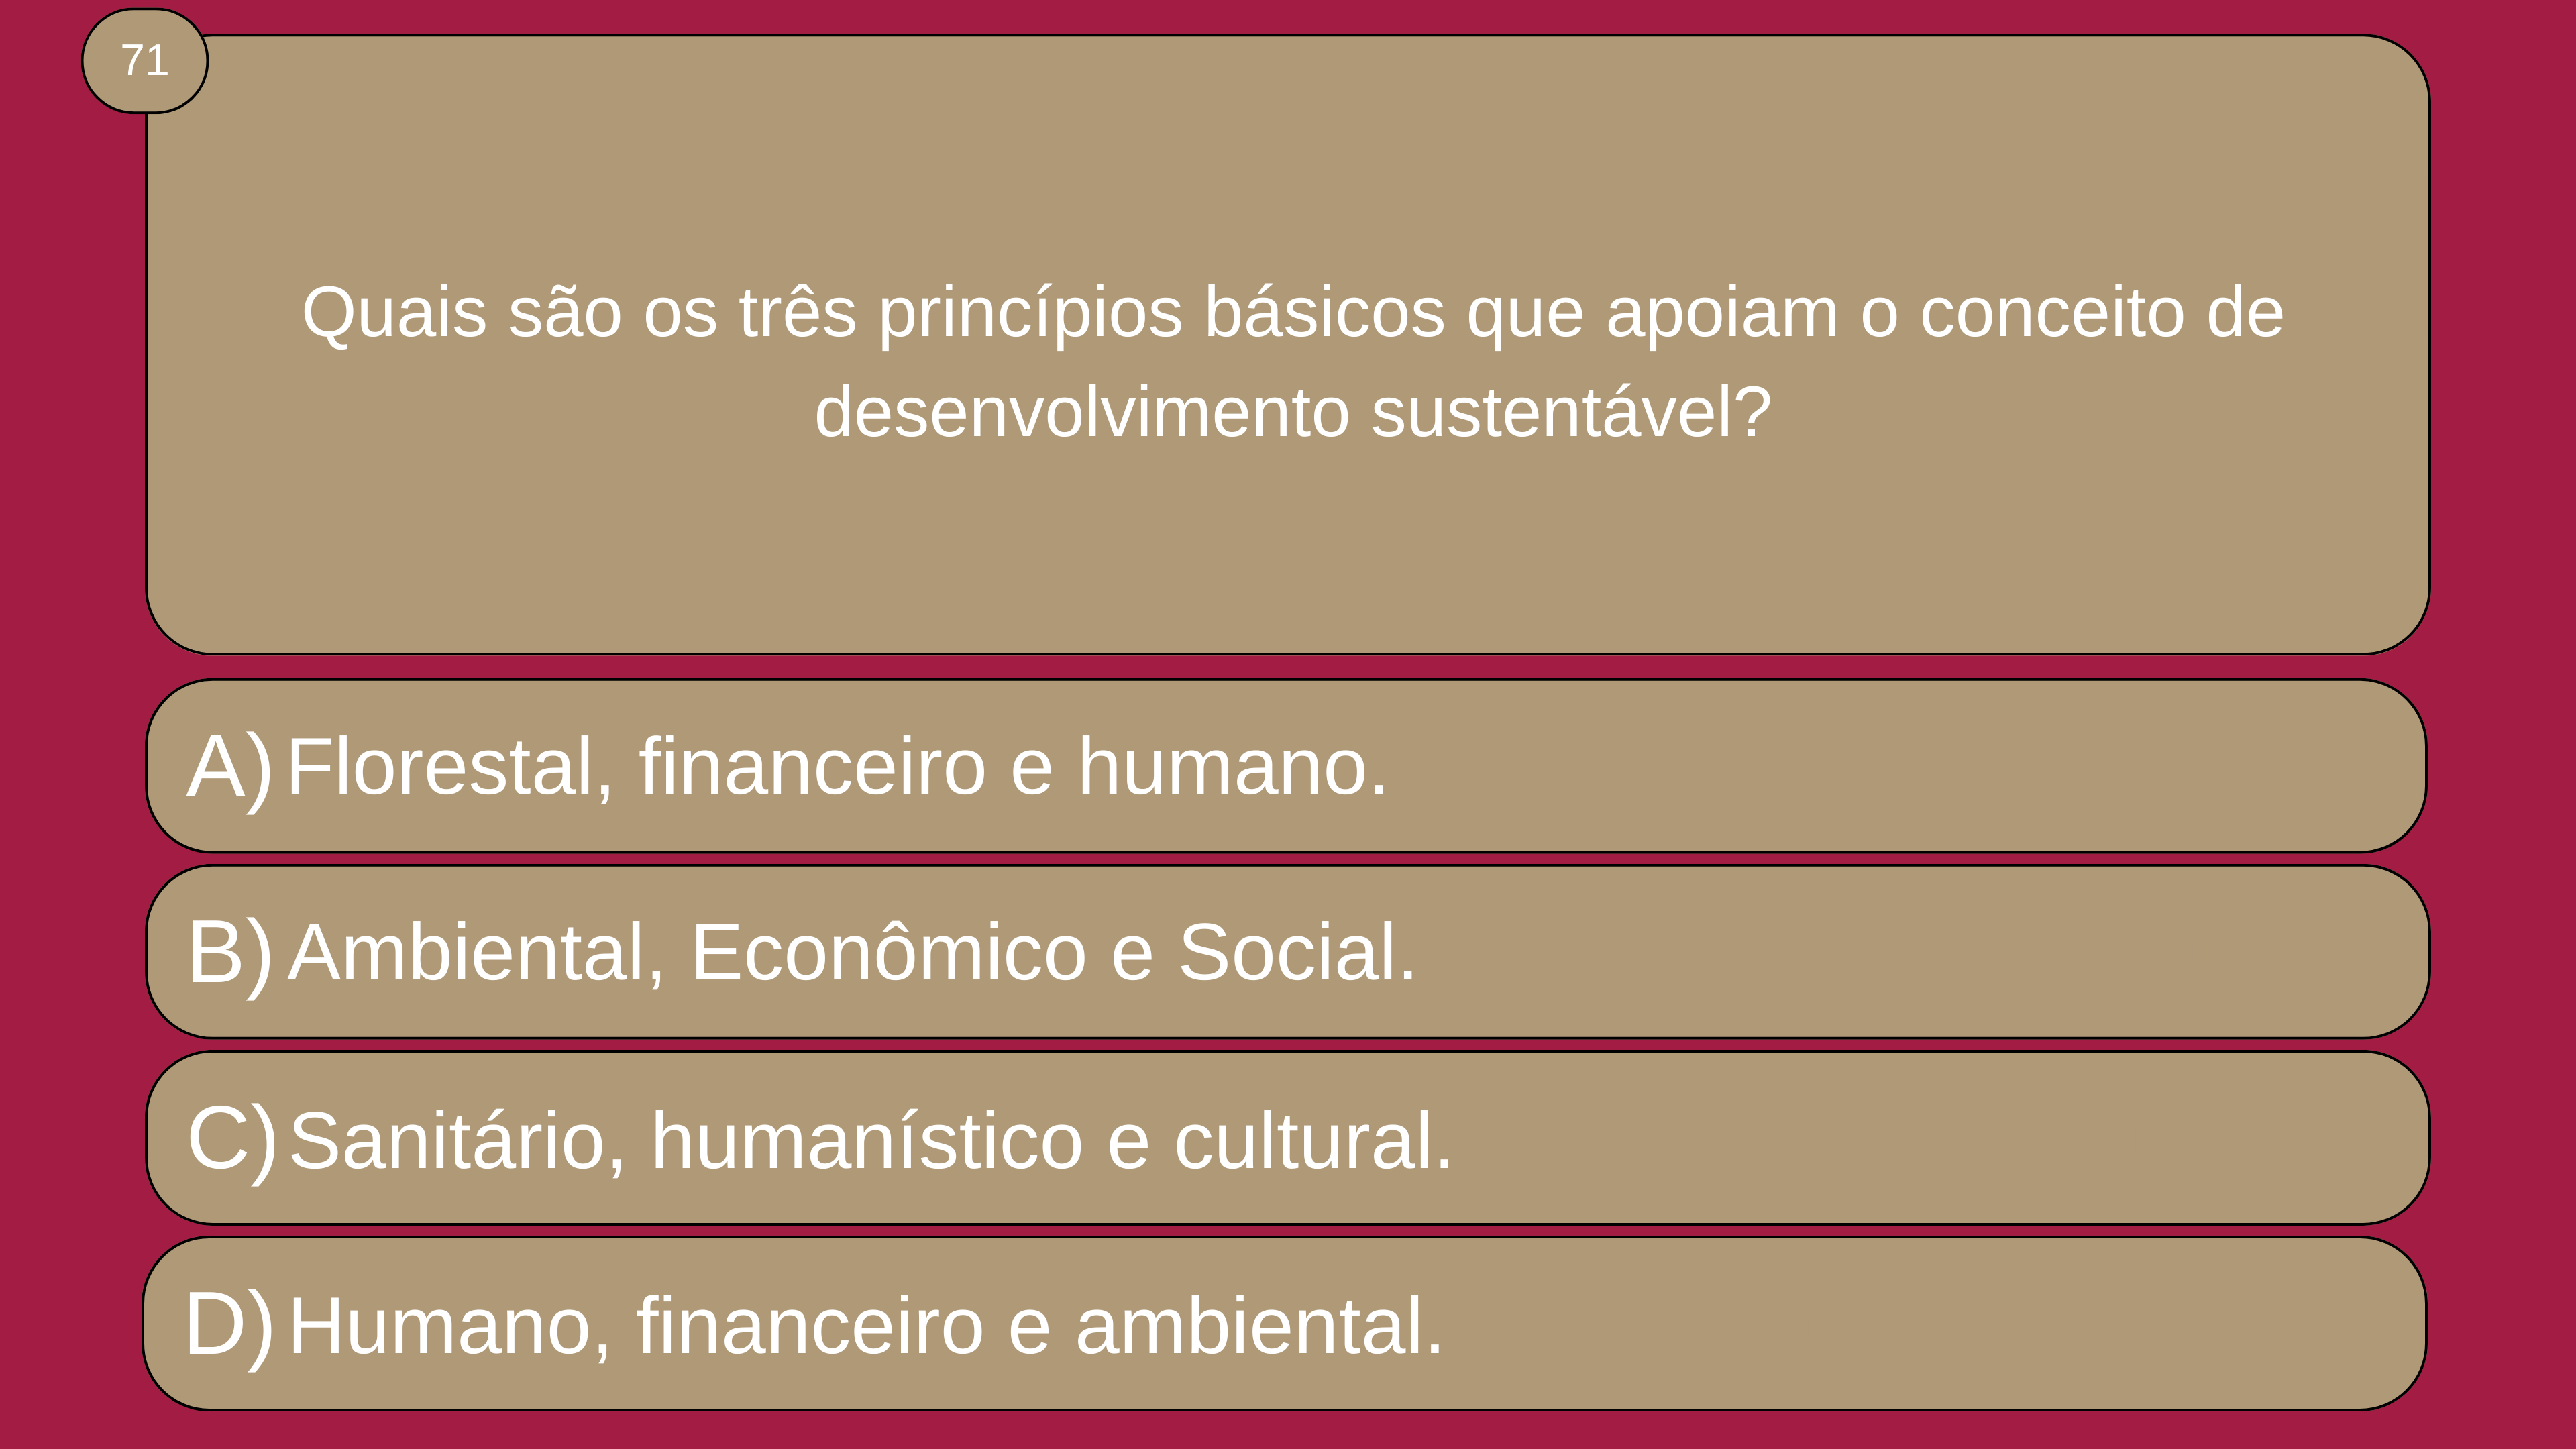 71
Quais são os três princípios básicos que apoiam o conceito de
desenvolvimento sustentável?
A) Florestal, financeiro e humano.
B) Ambiental, Econômico e Social.
C) Sanitário, humanístico e cultural.
D) Humano, financeiro e ambiental.